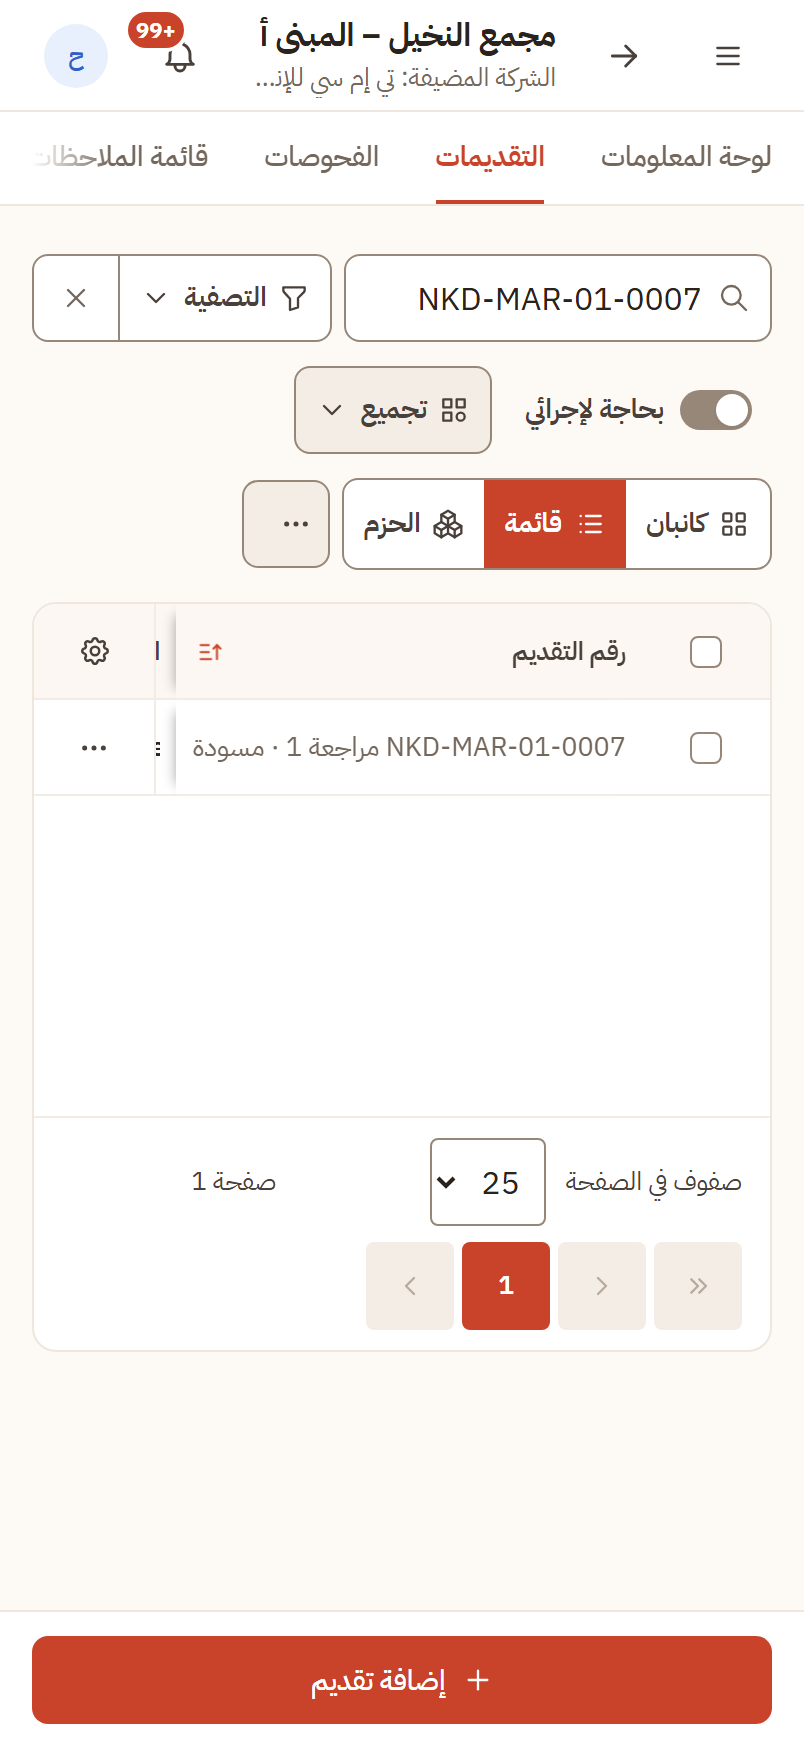 مجمع النخيل – المبنى أ
الشركة المضيفة: تي إم سي للإنـ...
99+
ح
لوحة المعلومات
التقديمات
الفحوصات
قائمة الملاحظات
NKD-MAR-01-0007
التصفية
بحاجة لإجرائي
تجميع
كانبان
قائمة
الحزم
رقم التقديم
NKD-MAR-01-0007 مراجعة 1 · مسودة
صفوف في الصفحة
25
صفحة 1
1
إضافة تقديم